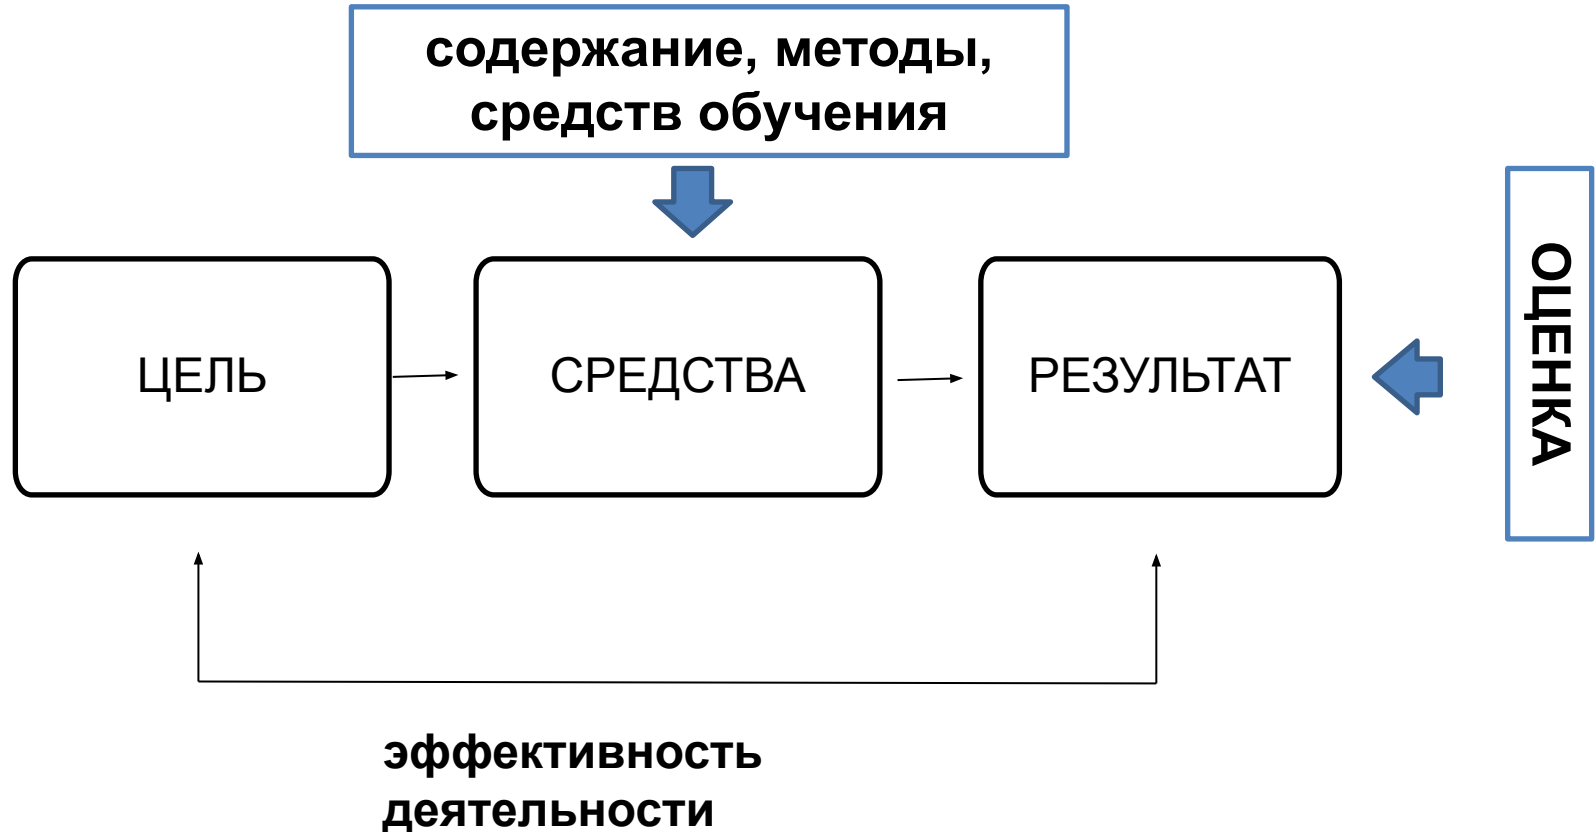 содержание, методы,
средств обучения
ЦЕЛЬ
СРЕДСТВА
РЕЗУЛЬТАТ
ОЦЕНКА
эффективность
деятельности